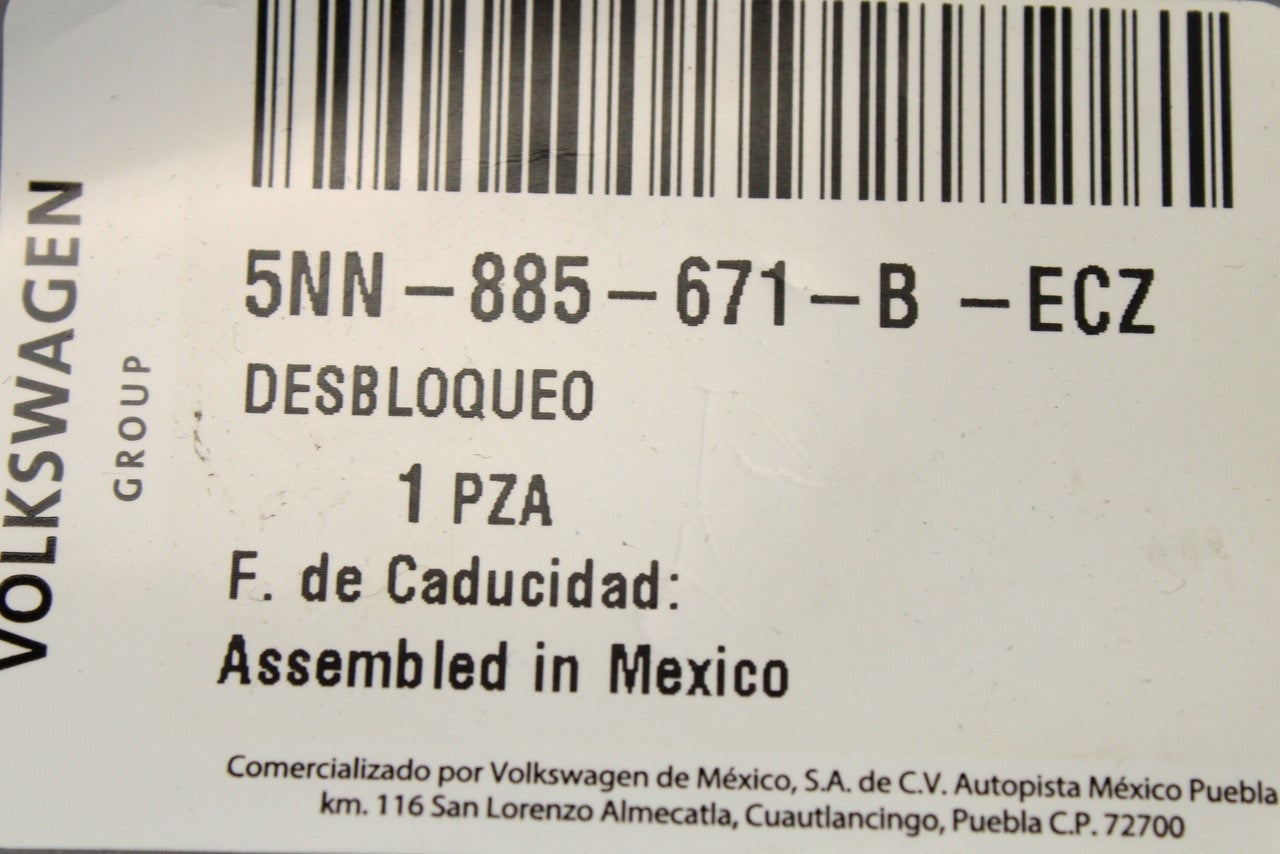 VOLKSWAGEN
GROUP
5NN-885-671-B -ECZ
DESBLOQUEO
1 PZA
F. de Caducidad:
Assembled in Mexico
Comercializado por Volkswagen de México, S.A. de C.V. Autopista México Puebla
km. 116 San Lorenzo Almecatla, Cuautlancingo, Puebla C.P. 72700